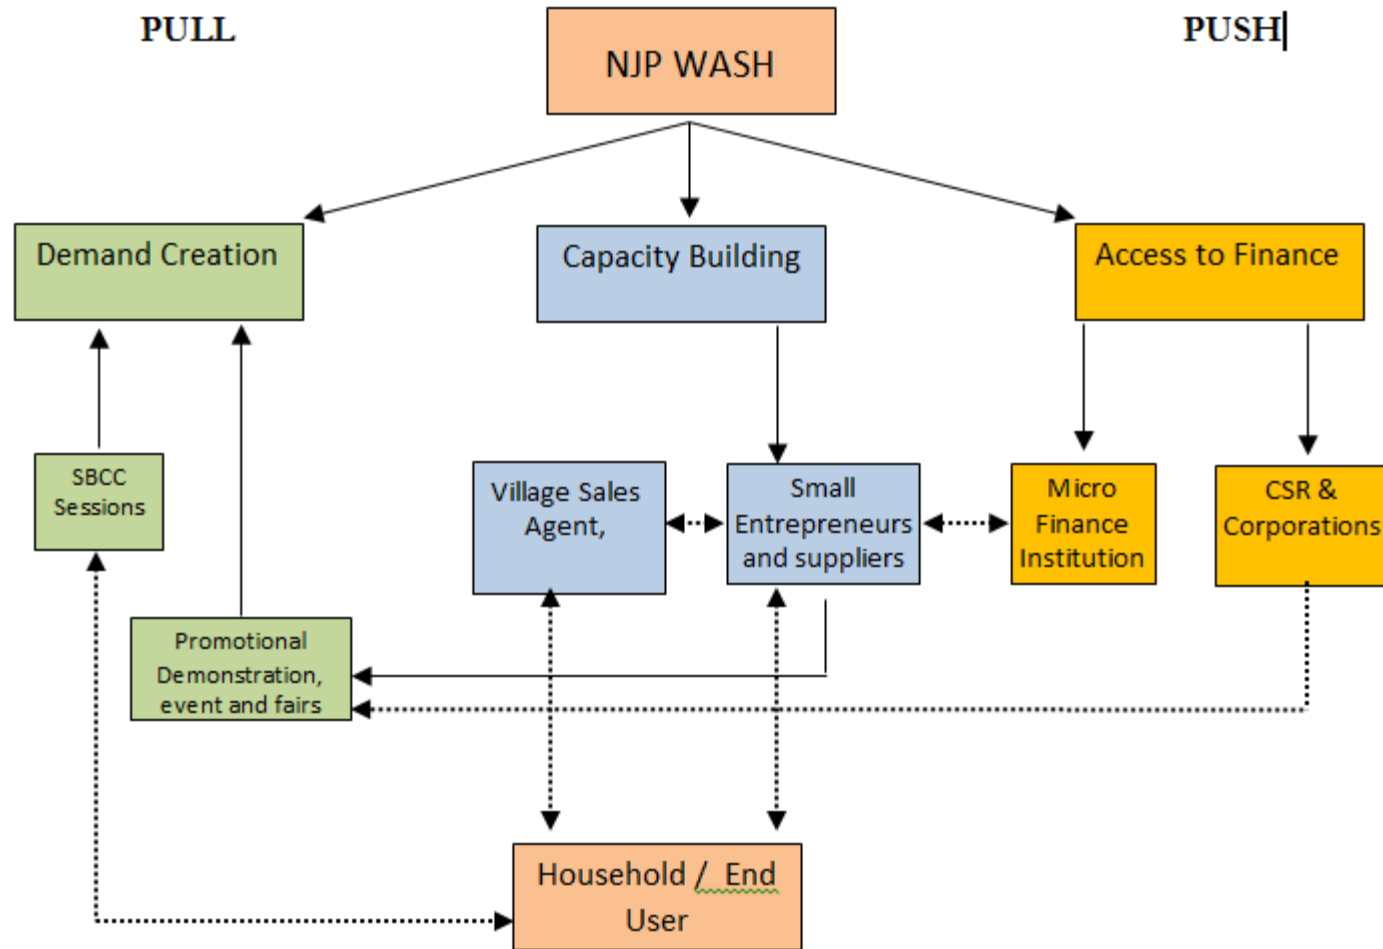 PULL
PUSH
NJP WASH
Demand Creation
Capacity Building
Access to Finance
SBCC
Sessions
Village Sales
Agent,
Small
Entrepreneurs
and suppliers
Micro
Finance
Institution
CSR &
Corporations
Promotional
Demonstration,
event and fairs
Household / End
User